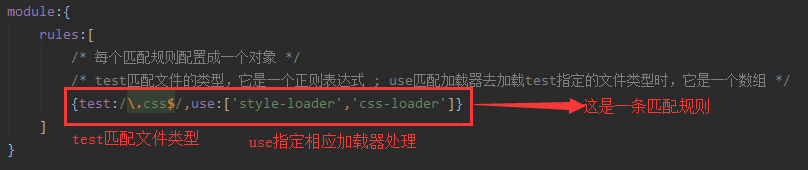 module:{
rules:[
/* 每个匹配规则配置成一个对象 */
/* test匹配文件的类型，它是一个正则表达式 ; use匹配加载器去加载test指定的文件类型时，它是一个数组 */
{test:/\.css$/,use:['style-loader','css-loader']} 这是一条匹配规则
]
test匹配文件类型 use指定相应加载器处理
}